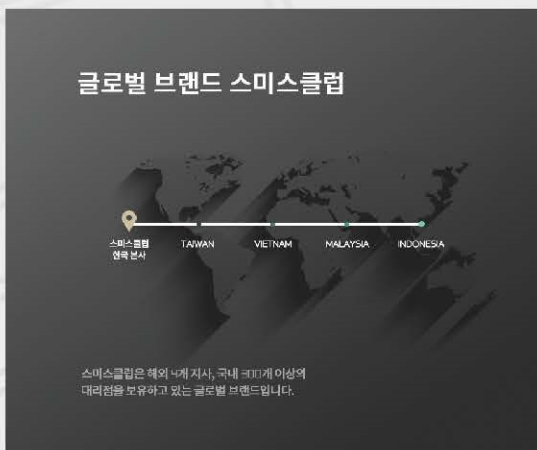 글로벌 브랜드 스미스클럽
스미스클럽
한국 본사
TAIWAN
VIETNAM
MALAYSIA
INDONESIA
스미스클럽은 해외 4개 지사, 국내 300개 이상의
대리점을 보유하고 있는 글로벌 브랜드입니다.